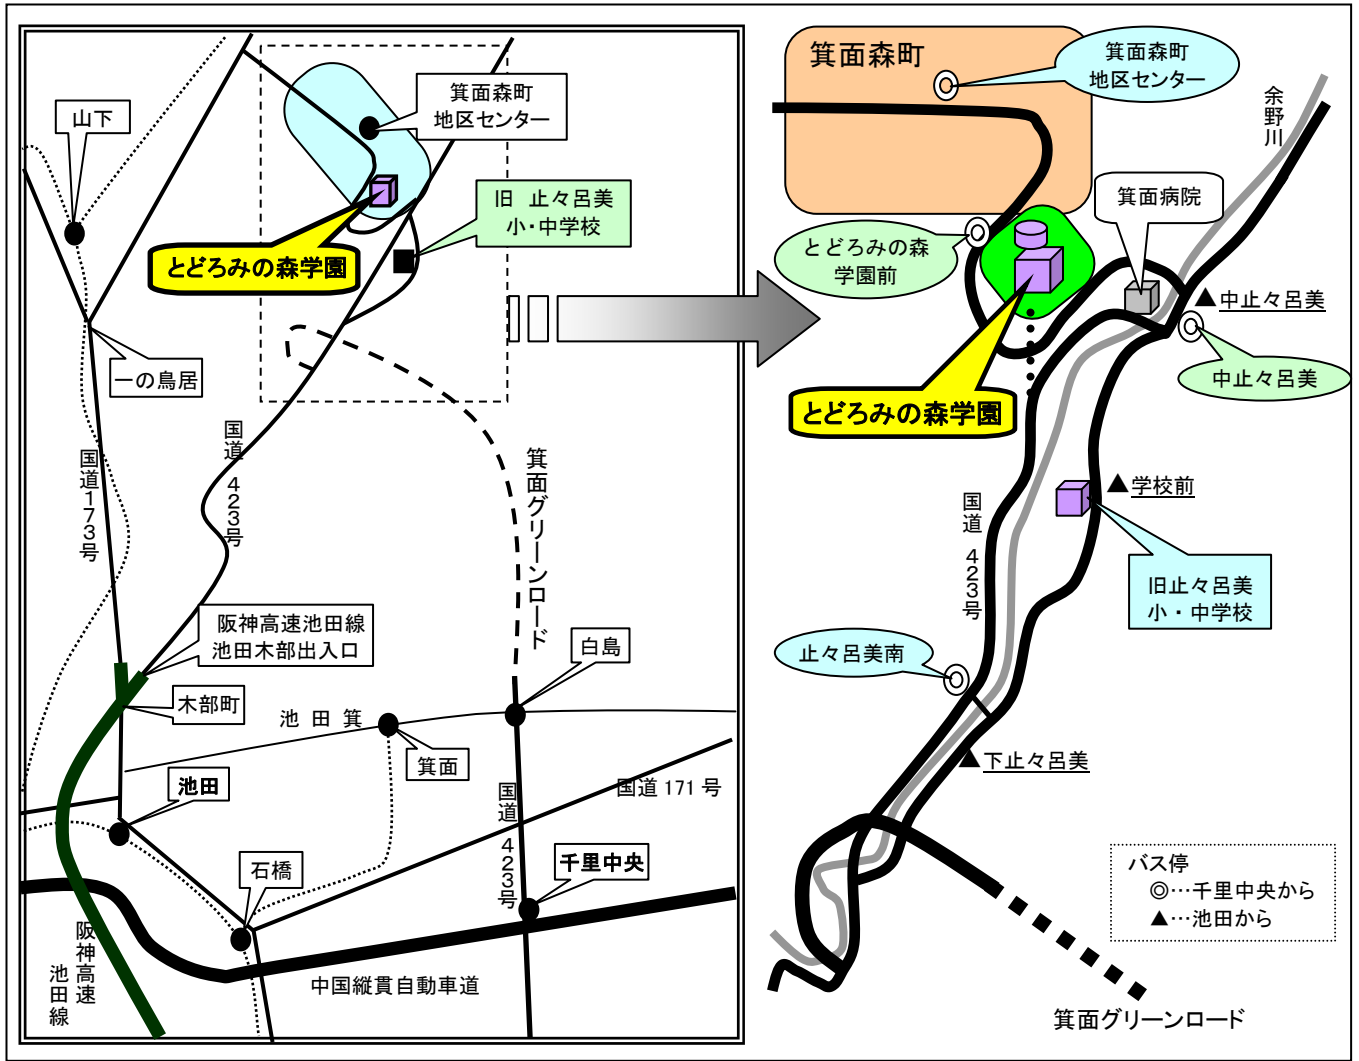 山下
箕面森町
地区センター
旧 止々呂美
小・中学校
とどろみの森学園
一の鳥居
国道173号
国道 423号
箕面グリーンロード
阪神高速池田線
池田木部出入口
木部町
白島
池 田 箕
箕面
池田
国道 171 号
国道 423号
石橋
千里中央
阪神高速
池田線
中国縦貫自動車道
箕面森町
箕面森町
地区センター
余野川
箕面病院
とどろみの森
学園前
中止々呂美
中止々呂美
とどろみの森学園
学校前
国道 423号
旧止々呂美
小・中学校
止々呂美南
下止々呂美
バス停
◎…千里中央から
▲…池田から
箕面グリーンロード